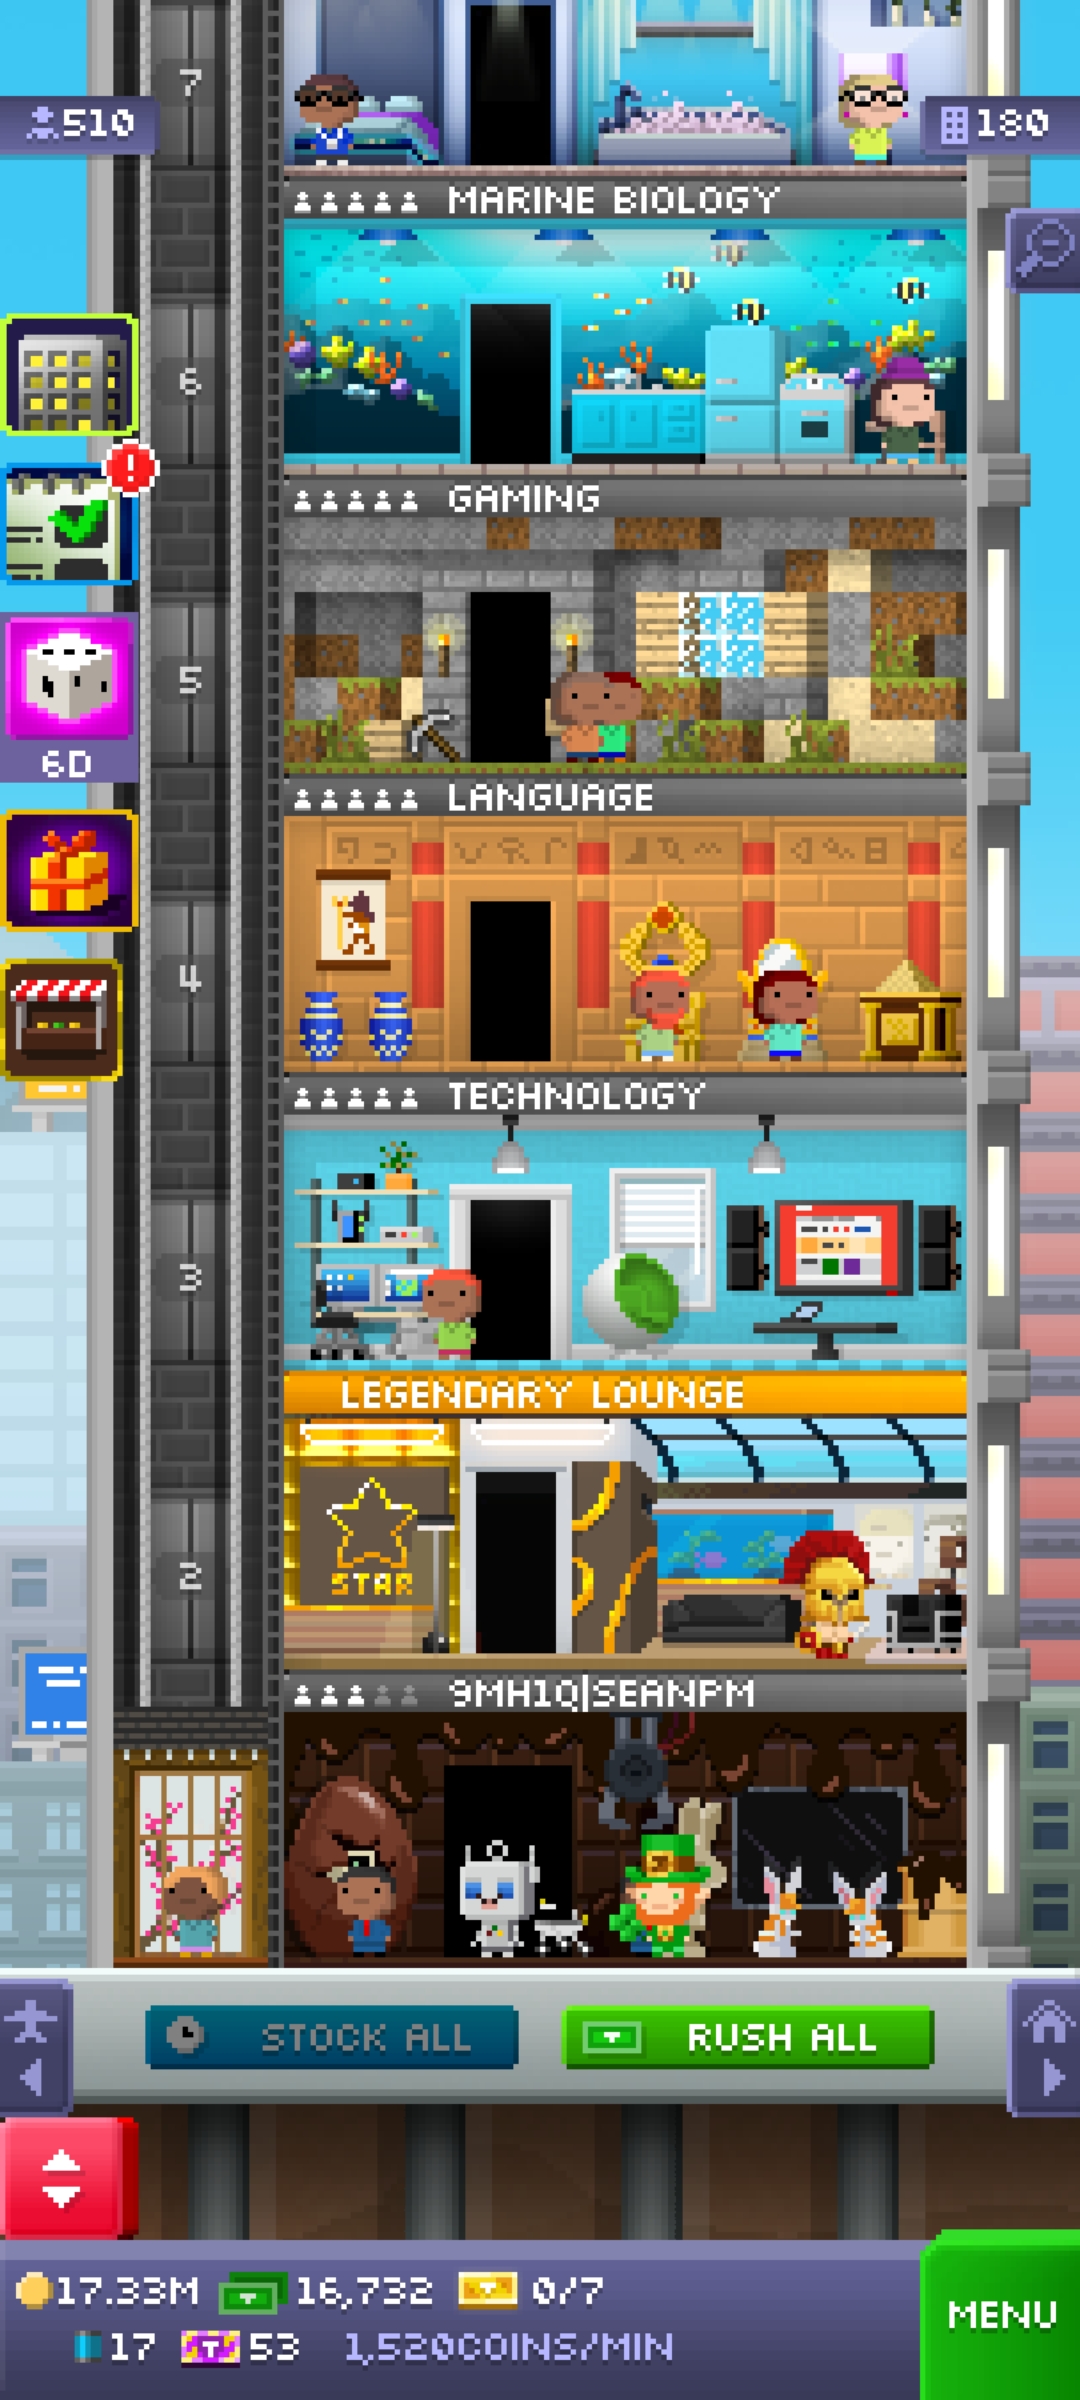 7
510
180
MARINE BIOLOGY
6
GAMING
5
6D
LANGUAGE
4
TECHNOLOGY
3
LEGENDARY LOUNGE
STAR
2
9MH1Q|SEANPM
STOCK ALL
RUSH ALL
17.33M 16,732 0/7
MENU
17 53 1,520COINS/MIN